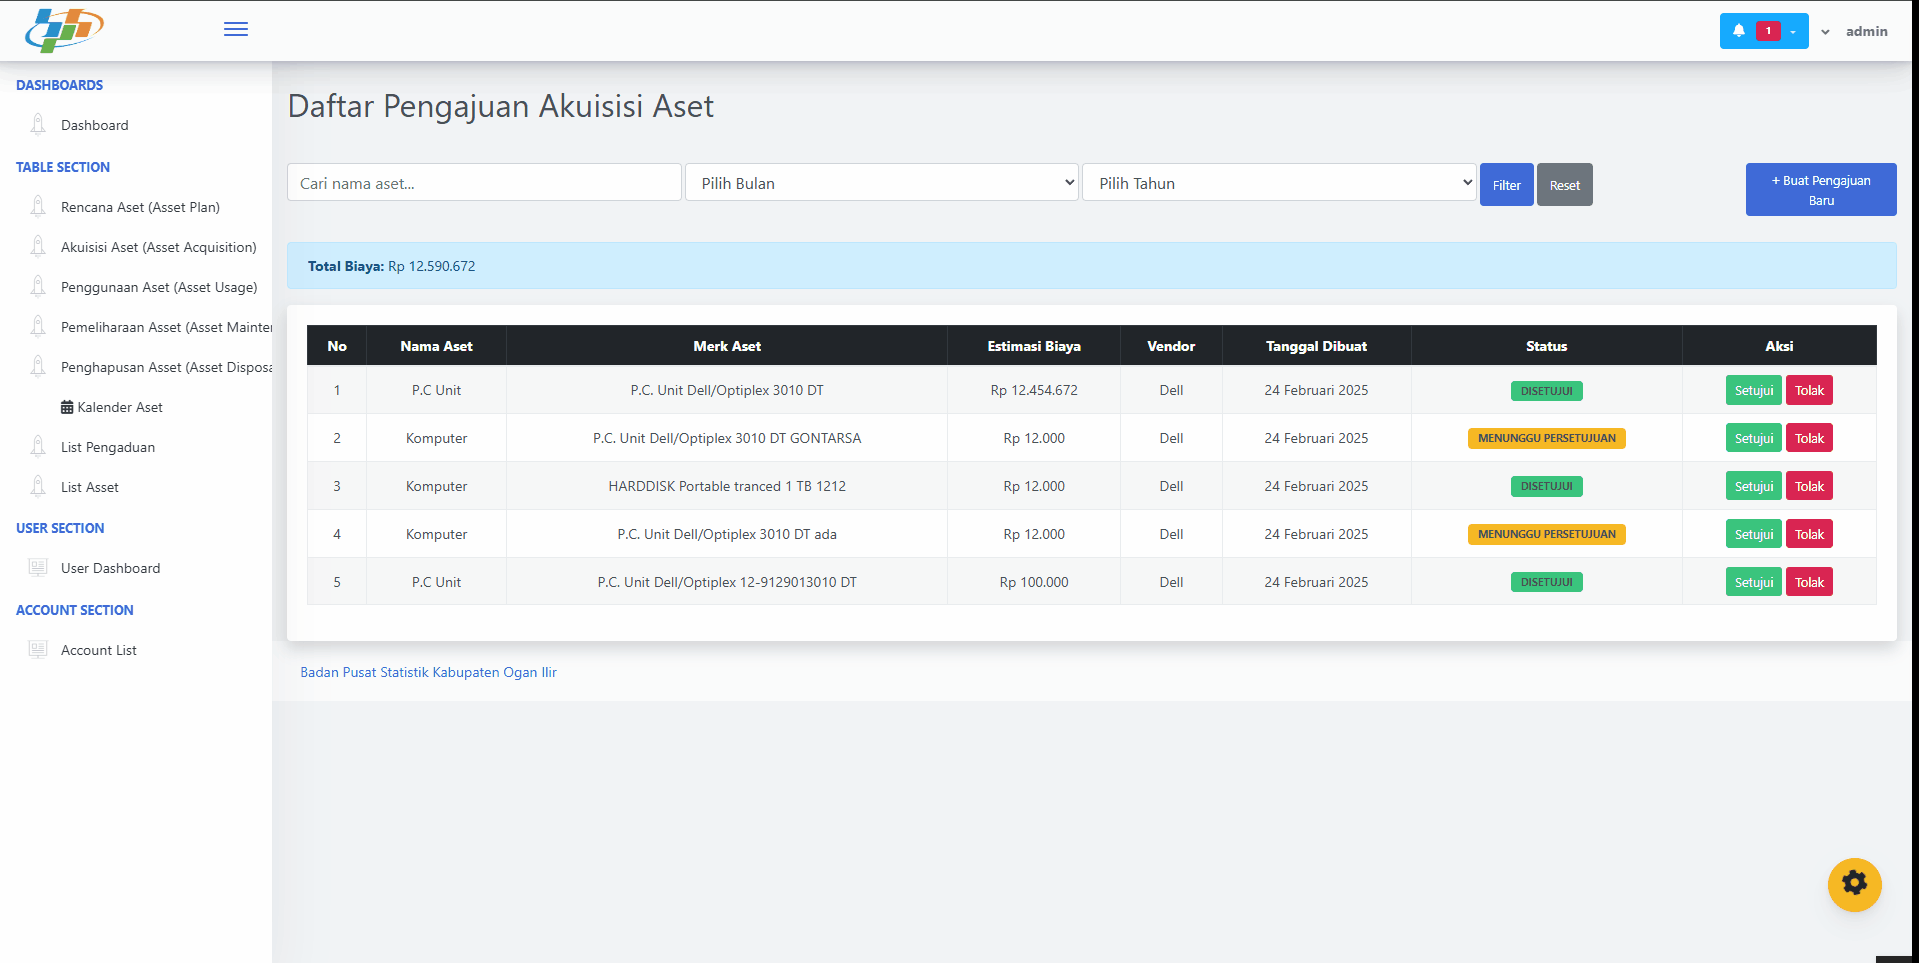 1
admin
DASHBOARDS
Dashboard
TABLE SECTION
Rencana Aset (Asset Plan)
Akuisisi Aset (Asset Acquisition)
Penggunaan Aset (Asset Usage)
Pemeliharaan Asset (Asset Mainten
Penghapusan Asset (Asset Disposa
Kalender Aset
List Pengaduan
List Asset
USER SECTION
User Dashboard
ACCOUNT SECTION
Account List
Daftar Pengajuan Akuisisi Aset
Cari nama aset... Pilih Bulan Pilih Tahun Filter Reset + Buat Pengajuan
Baru
Total Biaya: Rp 12.590.672
No Nama Aset Merk Aset Estimasi Biaya Vendor Tanggal Dibuat Status Aksi
1 P.C Unit P.C. Unit Dell/Optiplex 3010 DT Rp 12.454.672 Dell 24 Februari 2025 DISETUJUI Setujui Tolak
2 Komputer P.C. Unit Dell/Optiplex 3010 DT GONTARSA Rp 12.000 Dell 24 Februari 2025 MENUNGGU PERSETUJUAN Setujui Tolak
3 Komputer HARDDISK Portable tranced 1 TB 1212 Rp 12.000 Dell 24 Februari 2025 DISETUJUI Setujui Tolak
4 Komputer P.C. Unit Dell/Optiplex 3010 DT ada Rp 12.000 Dell 24 Februari 2025 MENUNGGU PERSETUJUAN Setujui Tolak
5 P.C Unit P.C. Unit Dell/Optiplex 12-9129013010 DT Rp 100.000 Dell 24 Februari 2025 DISETUJUI Setujui Tolak
Badan Pusat Statistik Kabupaten Ogan Ilir